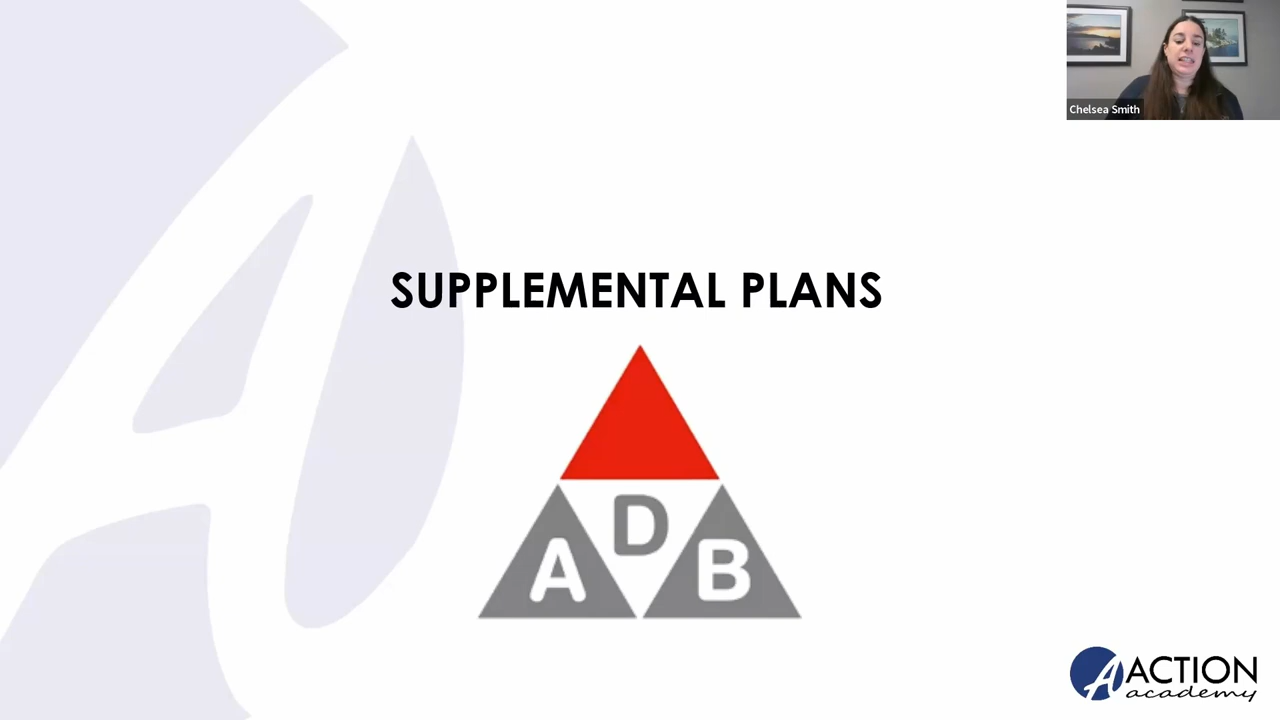 Chelsea Smith
SUPPLEMENTAL PLANS
D
A B
A ACTION
academy